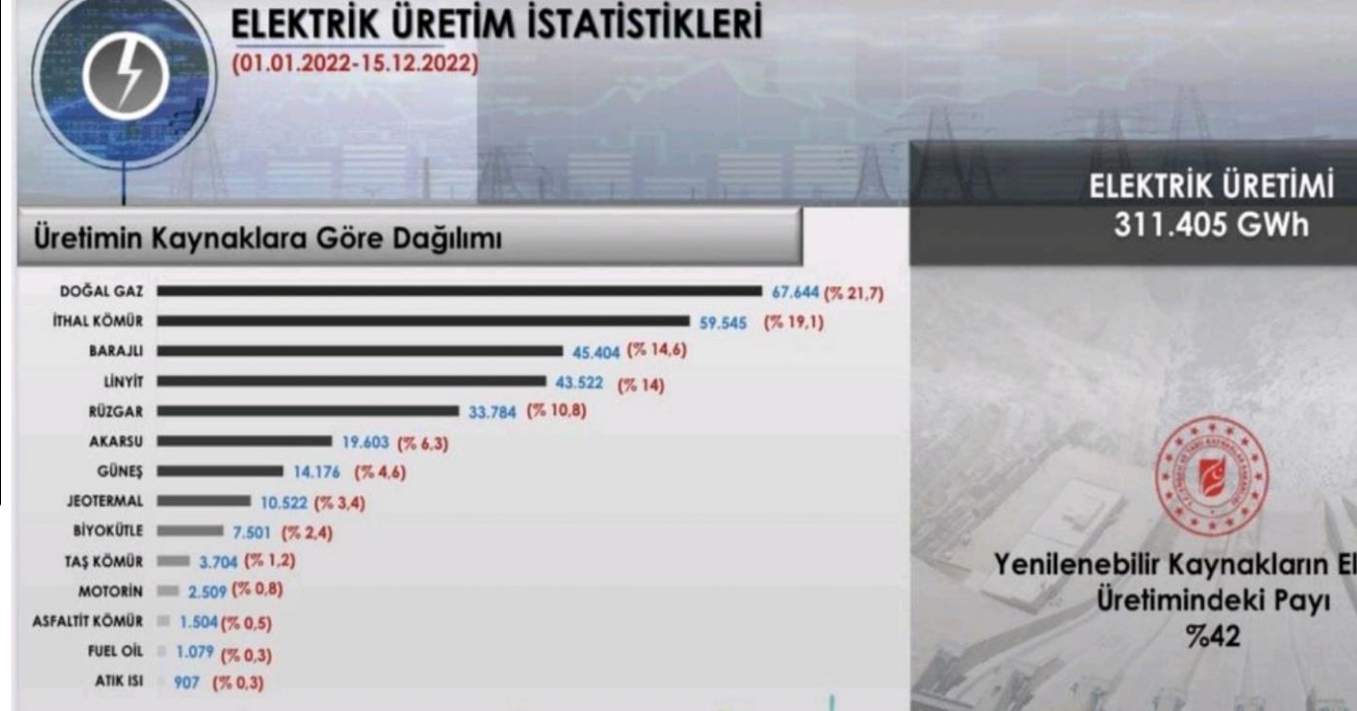 ELEKTRİK ÜRETİM İSTATİSTİKLERİ
(01.01.2022-15.12.2022)
ELEKTRİK ÜRETİMİ
311.405 GWh
Üretimin Kaynaklara Göre Dağılımı
DOĞAL GAZ 67.644 (% 21,7)
İTHAL KÖMÜR 59.545 (% 19,1)
BARAJLI 45.404 (% 14,6)
LİNYİT 43.522 (% 14)
RÜZGAR 33.784 (% 10,8)
AKARSU 19.603 (% 6,3)
GÜNEŞ 14.176 (% 4,6)
JEOTERMAL 10.522 (% 3,4)
BİYOKÜTLE 7.501 (% 2,4)
TAŞ KÖMÜR 3.704 (% 1,2)
MOTORİN 2.509 (% 0,8)
ASFALTİT KÖMÜR 1.504 (% 0,5)
FUEL OİL 1.079 (% 0,3)
ATIK ISI 907 (% 0,3)
Yenilenebilir Kaynakların El
Üretimindeki Payı
%42